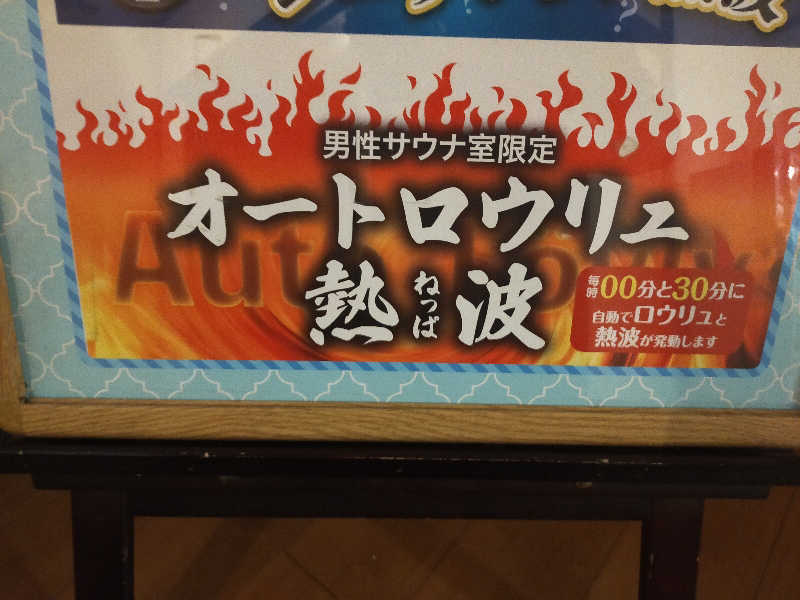 男性サウナ室限定
オートロウリュ
熱波
ねっぱ
毎時00分と30分に
自動でロウリュと
熱波が発動します